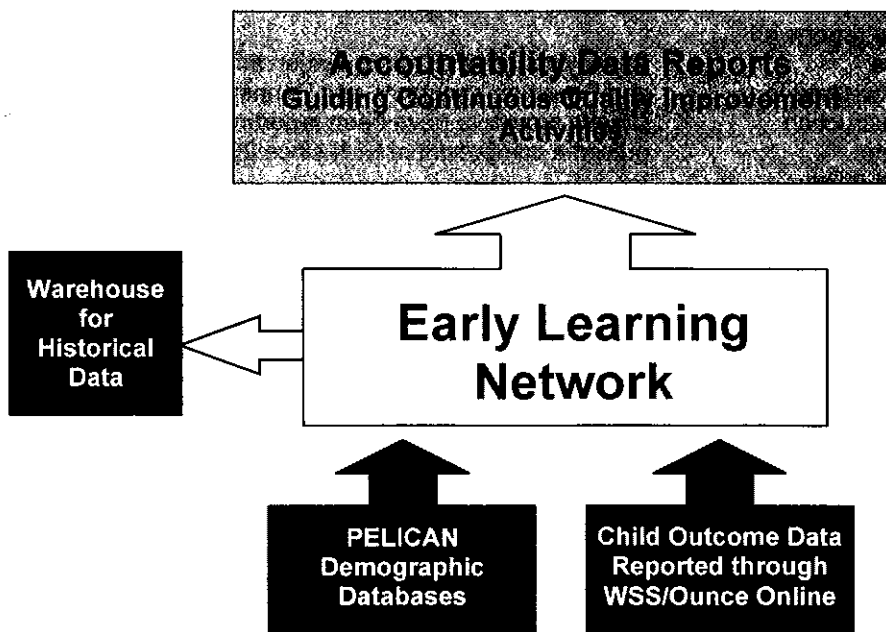 Accountability Data Reports
Guiding Continuous Quality Improvement
Activities
Warehouse
for
Historical
Data
Early Learning
Network
PELICAN
Demographic
Databases
Child Outcome Data
Reported through
WSS/Ounce Online